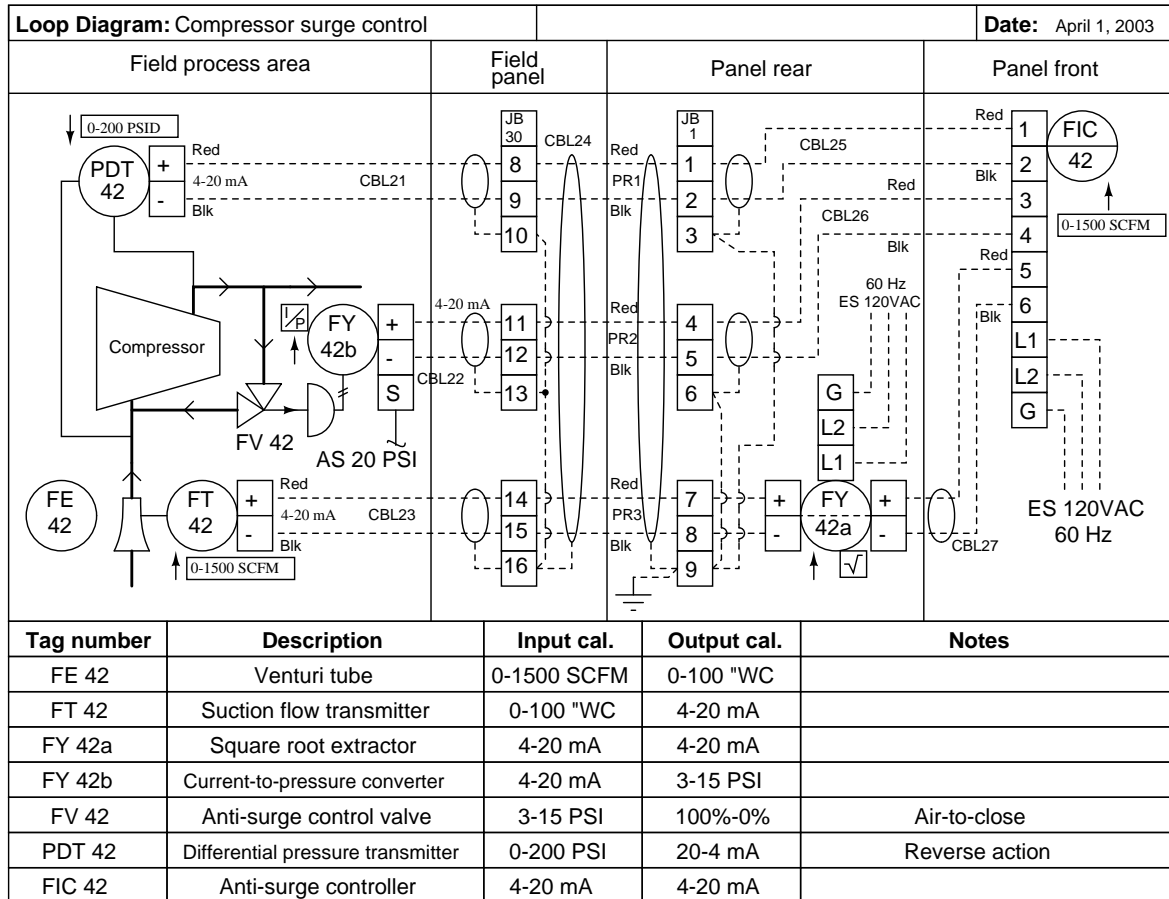 Loop Diagram: Compressor surge control
Date: April 1, 2003
Field process area
Field panel
Panel rear
Panel front
0-200 PSID
PDT 42
+
-
Red
4-20 mA
Blk
CBL21
JB 30
8
9
10
CBL24
Red
PR1
Blk
JB 1
1
2
3
CBL25
Red
Blk
Red
CBL26
Blk
Red
Blk
1
2
3
4
5
6
L1
L2
G
FIC 42
0-1500 SCFM
Compressor
I/P
FY 42b
+
-
S
4-20 mA
CBL22
AS 20 PSI
FV 42
11
12
13
Red
PR2
Blk
4
5
6
60 Hz
ES 120VAC
G
L2
L1
FE 42
FT 42
+
-
Red
4-20 mA
CBL23
Blk
0-1500 SCFM
14
15
16
Red
PR3
Blk
7
8
9
+
-
FY 42a
+
-
√
CBL27
ES 120VAC
60 Hz
Tag number Description Input cal. Output cal. Notes
FE 42 Venturi tube 0-1500 SCFM 0-100 "WC
FT 42 Suction flow transmitter 0-100 "WC 4-20 mA
FY 42a Square root extractor 4-20 mA 4-20 mA
FY 42b Current-to-pressure converter 4-20 mA 3-15 PSI
FV 42 Anti-surge control valve 3-15 PSI 100%-0% Air-to-close
PDT 42 Differential pressure transmitter 0-200 PSI 20-4 mA Reverse action
FIC 42 Anti-surge controller 4-20 mA 4-20 mA